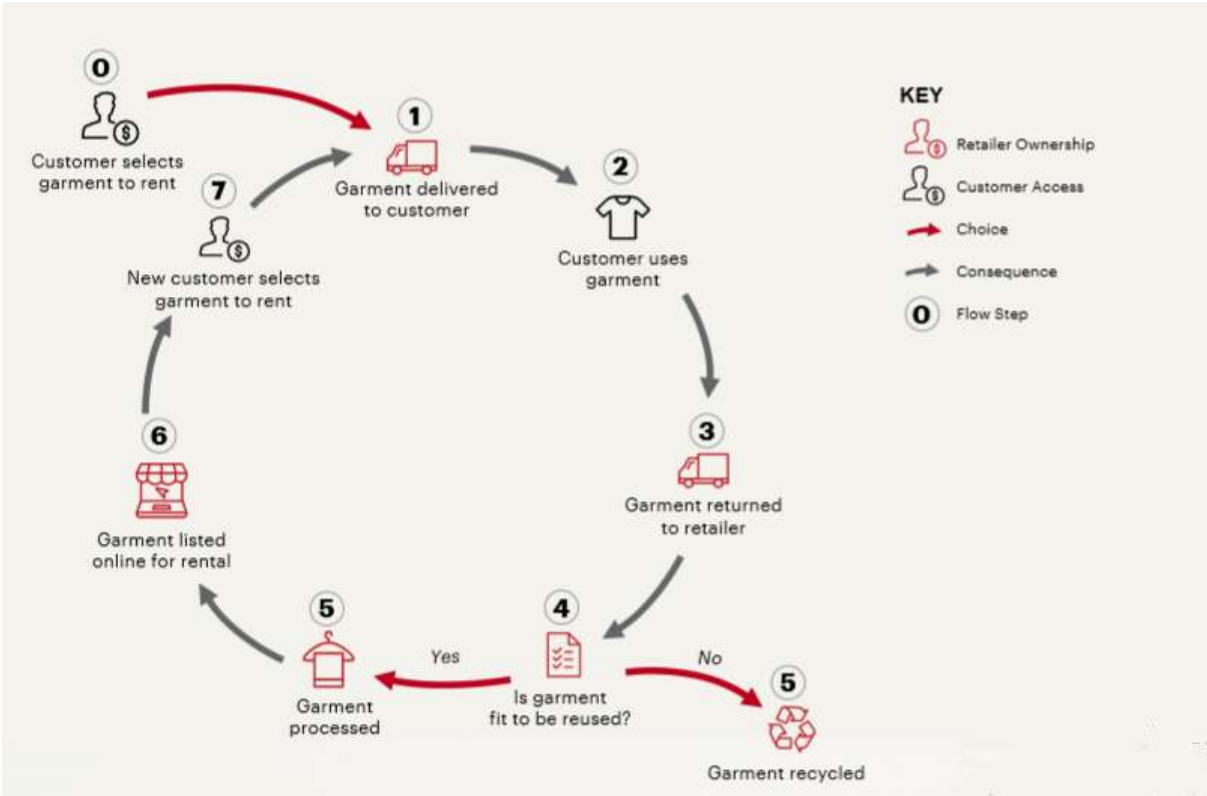 0
Customer selects
garment to rent
1
Garment delivered
to customer
2
Customer uses
garment
3
Garment returned
to retailer
4
Is garment
fit to be reused?
Yes
No
5
Garment
processed
5
Garment recycled
6
Garment listed
online for rental
7
New customer selects
garment to rent
KEY
$ Retailer Ownership
$ Customer Access
Choice
Consequence
0 Flow Step
$
$